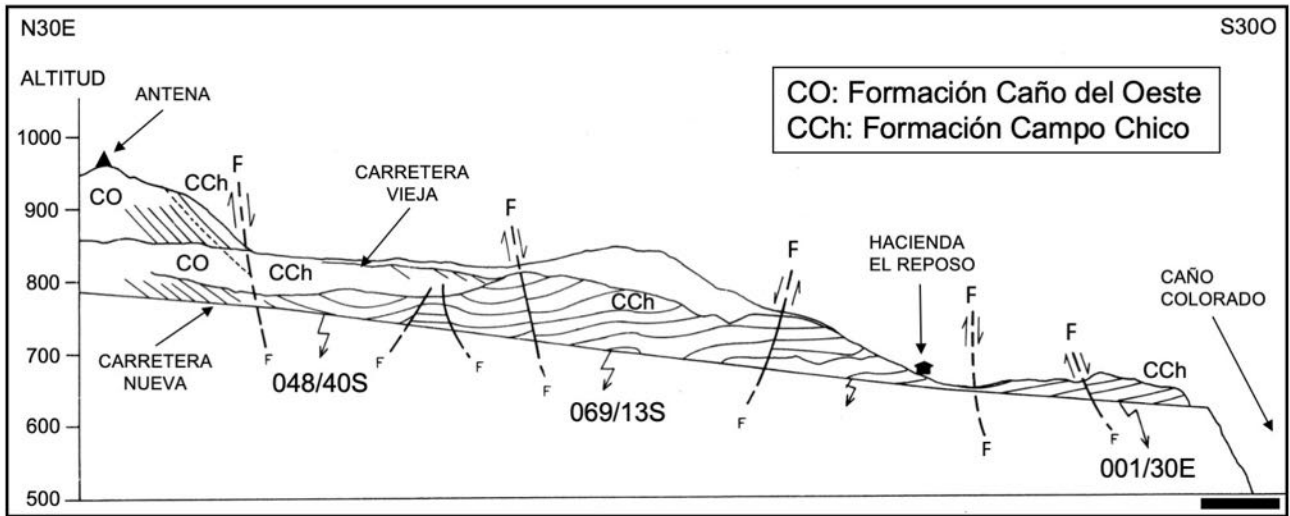 N30E
S30O
ALTITUD
ANTENA
CO: Formación Caño del Oeste
CCh: Formación Campo Chico
1000
CCh
F
CARRETERA
VIEJA
CO
900
F
F
HACIENDA
EL REPOSO
CO
CCh
800
CCh
F
CAÑO
COLORADO
F
700
CARRETERA
NUEVA
F
F
F
F
CCh
048/40S
069/13S
F
F
F
600
001/30E
500